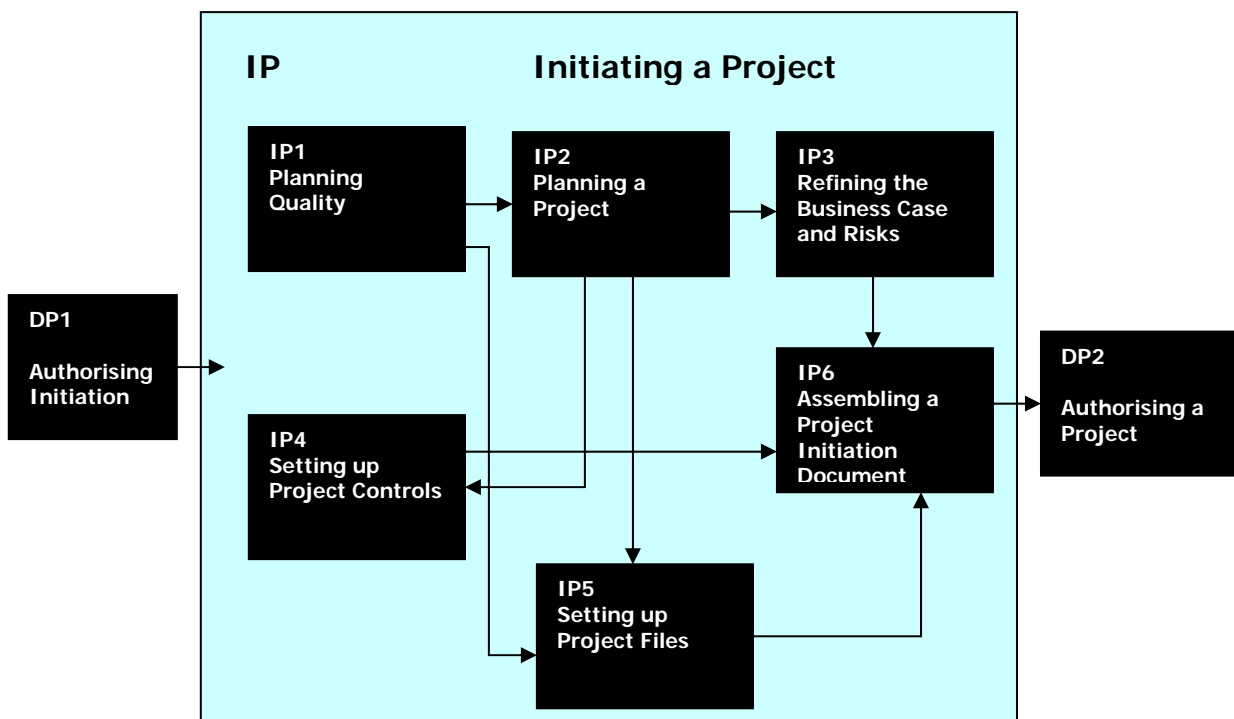 IP Initiating a Project
IP1
Planning
Quality
IP2
Planning a
Project
IP3
Refining the
Business Case
and Risks
DP1
Authorising
Initiation
IP4
Setting up
Project Controls
IP6
Assembling a
Project
Initiation
Document
DP2
Authorising a
Project
IP5
Setting up
Project Files